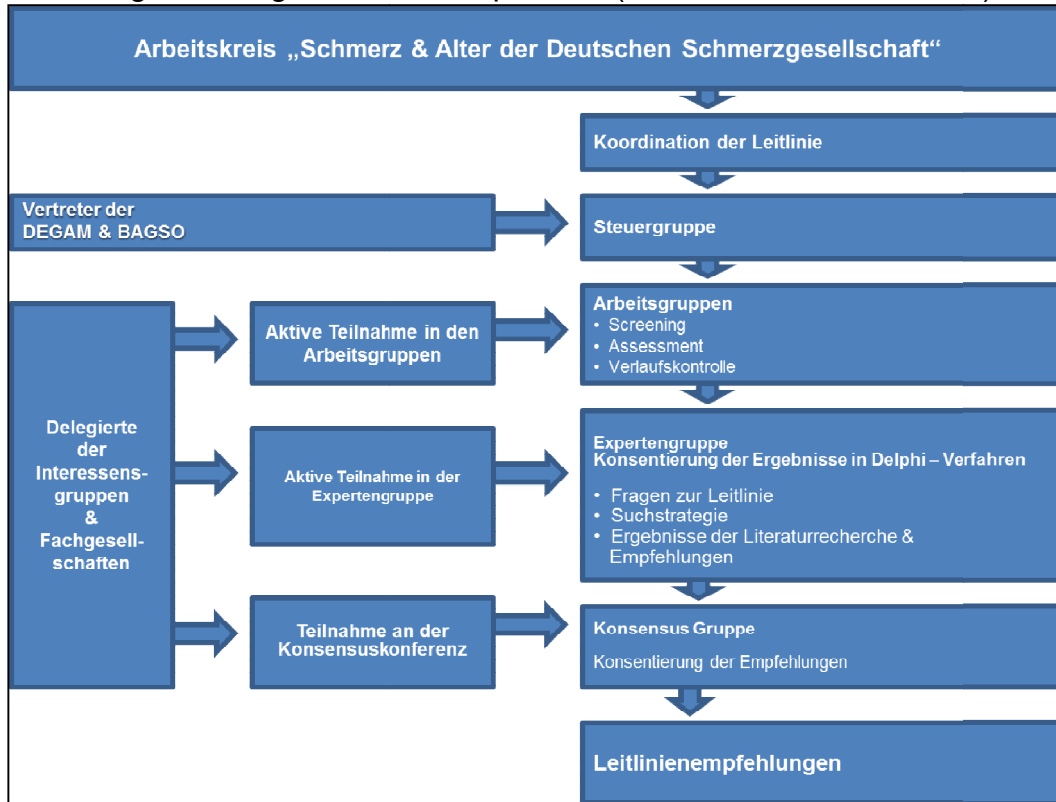 Arbeitskreis „Schmerz & Alter der Deutschen Schmerzgesellschaft“
Koordination der Leitlinie
Vertreter der
DEGAM & BAGSO
Steuergruppe
Delegierte
der
Interessens-
gruppen
&
Fachgesell-
schaften
Aktive Teilnahme in den
Arbeitsgruppen
Arbeitsgruppen
• Screening
• Assessment
• Verlaufskontrolle
Aktive Teilnahme in der
Expertengruppe
Expertengruppe
Konsentierung der Ergebnisse in Delphi – Verfahren
• Fragen zur Leitlinie
• Suchstrategie
• Ergebnisse der Literaturrecherche &
Empfehlungen
Teilnahme an der
Konsensuskonferenz
Konsensus Gruppe
Konsentierung der Empfehlungen
Leitlinienempfehlungen